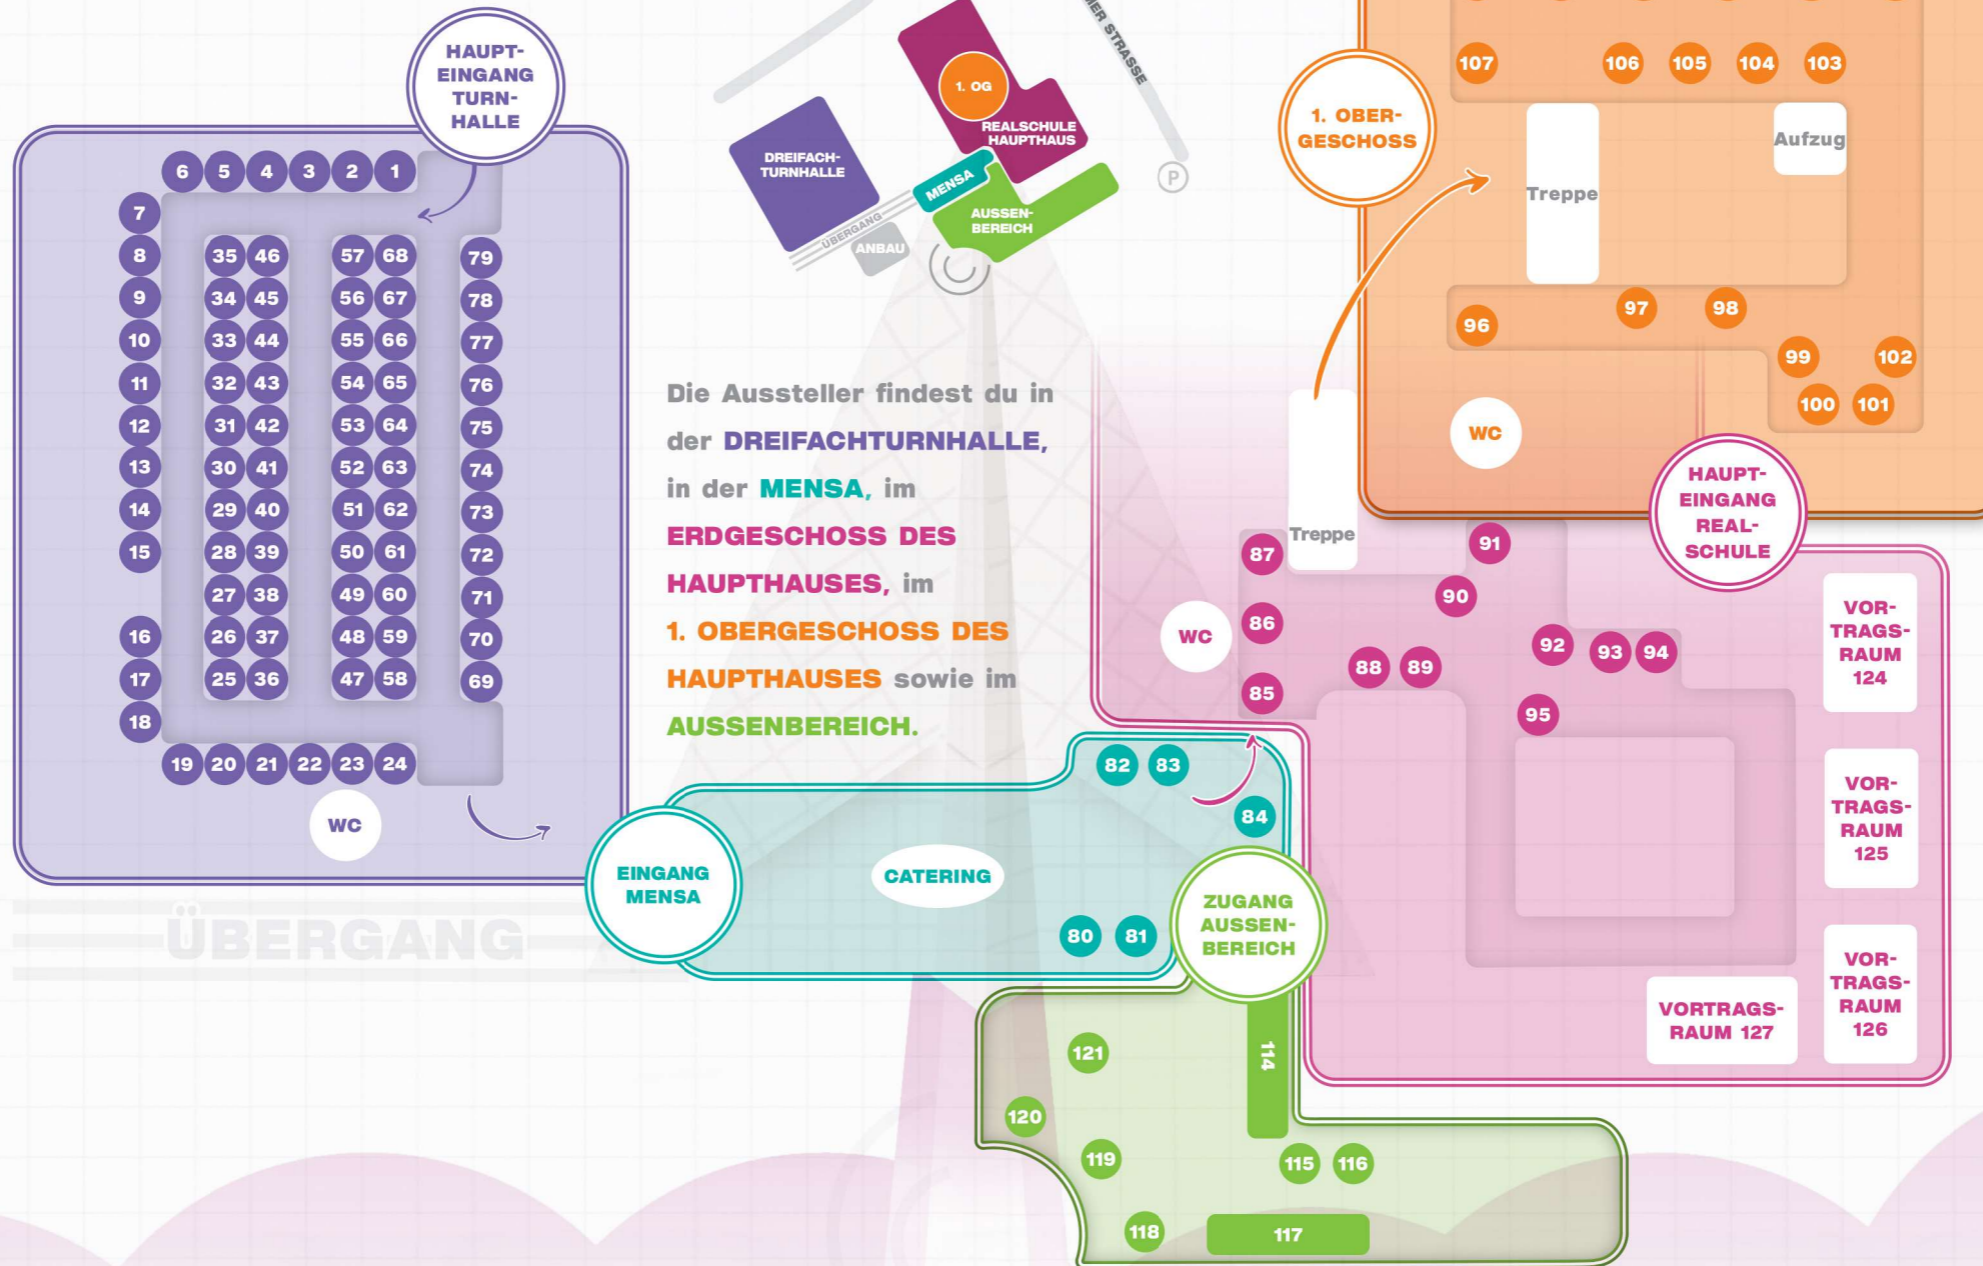 HAUPT-
EINGANG
TURN-
HALLE
6 5 4 3 2 1
7
8 35 46 57 68 79
9 34 45 56 67 78
10 33 44 55 66 77
11 32 43 54 65 76
12 31 42 53 64 75
13 30 41 52 63 74
14 29 40 51 62 73
15 28 39 50 61 72
27 38 49 60 71
16 26 37 48 59 70
17 25 36 47 58 69
18
19 20 21 22 23 24
WC
ÜBERGANG
1. OG
REALSCHULE
HAUPTHAUS
DREIFACH-
TURNHALLE
MENSA
AUSSEN-
BEREICH
ÜBERGANG
ANBAU
STRASSE
P
Die Aussteller findest du in
der DREIFACHTURNHALLE,
in der MENSA, im
ERDGESCHOSS DES
HAUPTHAUSES, im
1. OBERGESCHOSS DES
HAUPTHAUSES sowie im
AUSSENBEREICH.
1. OBER-
GESCHOSS
107 106 105 104 103
Treppe
Aufzug
96 97 98
99 102
100 101
WC
HAUPT-
EINGANG
REAL-
SCHULE
Treppe
87 91
90
WC
86
92 93 94
88 89
85
95
VOR-
TRAGS-
RAUM
124
VOR-
TRAGS-
RAUM
125
VOR-
TRAGS-
RAUM
126
VORTRAGS-
RAUM 127
82 83
84
EINGANG
MENSA
CATERING
80 81
ZUGANG
AUSSEN-
BEREICH
121
114
120
119
115 116
118
117